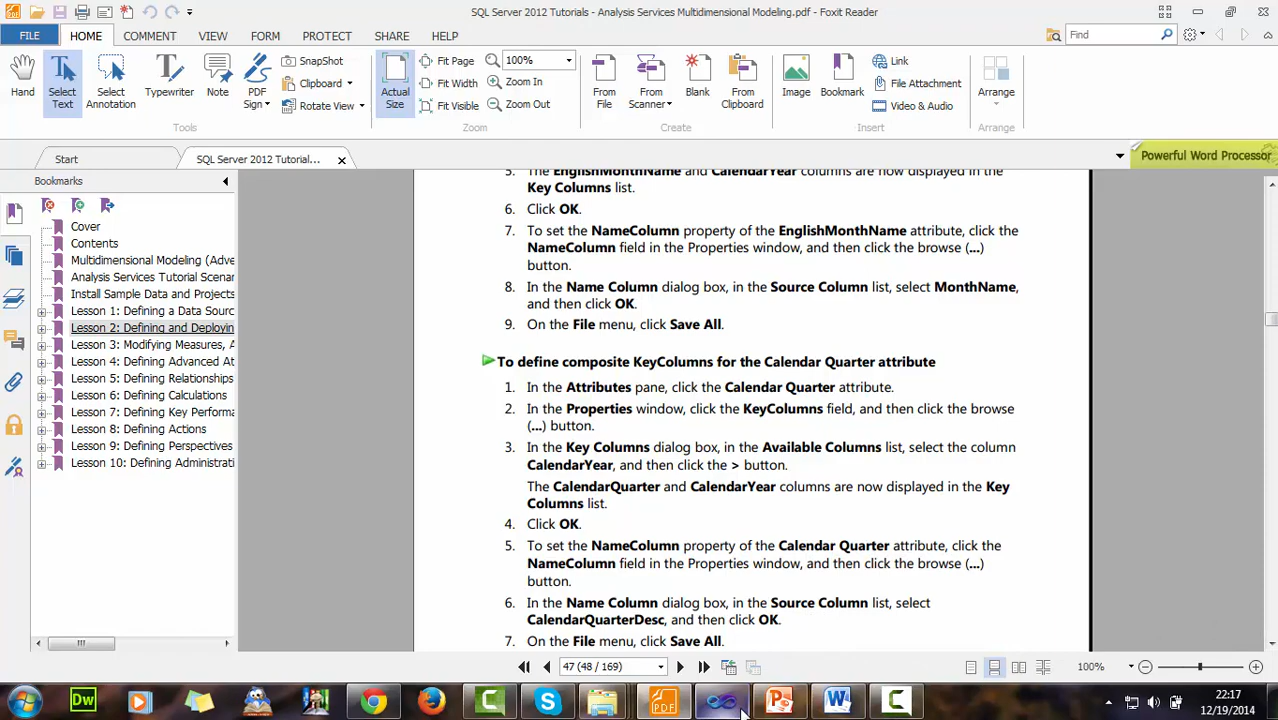 SQL Server 2012 Tutorials - Analysis Services Multidimensional Modeling.pdf - Foxit Reader
FILE HOME COMMENT VIEW FORM PROTECT SHARE HELP Find
Hand
Select Text
Select Annotation
Typewriter
Note
PDF Sign
SnapShot
Clipboard
Rotate View
Tools
Actual Size
Fit Page
Fit Width
Fit Visible
100%
Zoom In
Zoom Out
Zoom
From File
From Scanner
Blank
From Clipboard
Create
Image
Bookmark
Link
File Attachment
Video & Audio
Insert
Arrange
Arrange
Start
SQL Server 2012 Tutorial...
Powerful Word Processor
Bookmarks
Cover
Contents
Multidimensional Modeling (Adve
Analysis Services Tutorial Scenar
Install Sample Data and Projects
Lesson 1: Defining a Data Sourc
Lesson 2: Defining and Deployin
Lesson 3: Modifying Measures, A
Lesson 4: Defining Advanced At
Lesson 5: Defining Relationships
Lesson 6: Defining Calculations
Lesson 7: Defining Key Performa
Lesson 8: Defining Actions
Lesson 9: Defining Perspectives
Lesson 10: Defining Administrati
5. The EnglishMonthName and CalendarYear columns are now displayed in the
Key Columns list.
6. Click OK.
7. To set the NameColumn property of the EnglishMonthName attribute, click the
NameColumn field in the Properties window, and then click the browse (...)
button.
8. In the Name Column dialog box, in the Source Column list, select MonthName,
and then click OK.
9. On the File menu, click Save All.
To define composite KeyColumns for the Calendar Quarter attribute
1. In the Attributes pane, click the Calendar Quarter attribute.
2. In the Properties window, click the KeyColumns field, and then click the browse
(...) button.
3. In the Key Columns dialog box, in the Available Columns list, select the column
CalendarYear, and then click the > button.
The CalendarQuarter and CalendarYear columns are now displayed in the Key
Columns list.
4. Click OK.
5. To set the NameColumn property of the Calendar Quarter attribute, click the
NameColumn field in the Properties window, and then click the browse (...)
button.
6. In the Name Column dialog box, in the Source Column list, select
CalendarQuarterDesc, and then click OK.
7. On the File menu, click Save All.
47 (48 / 169)
100%
22:17
12/19/2014